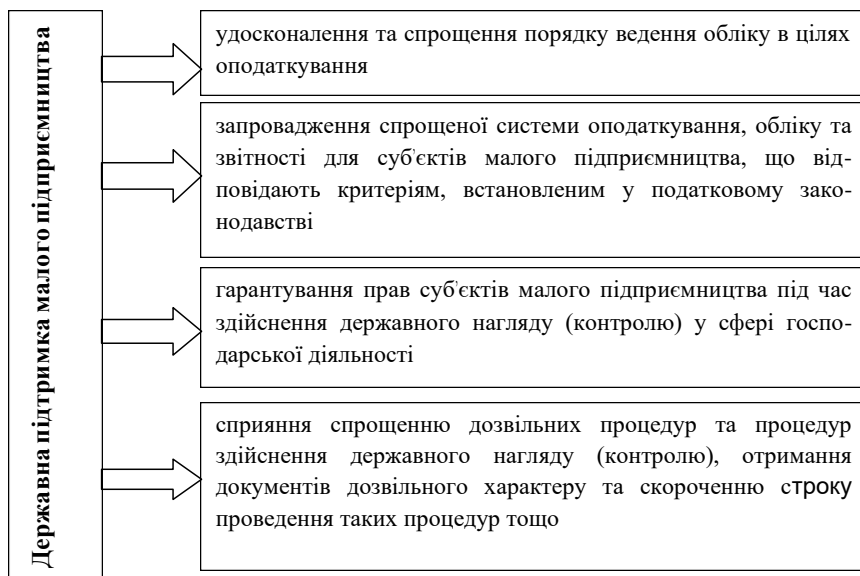 Державна підтримка малого підприємництва
удосконалення та спрощення порядку ведення обліку в цілях
оподаткування
запровадження спрощеної системи оподаткування, обліку та
звітності для суб'єктів малого підприємництва, що від-
повідають критеріям, встановленим у податковому зако-
нодавстві
гарантування прав суб'єктів малого підприємництва під час
здійснення державного нагляду (контролю) у сфері госпо-
дарської діяльності
сприяння спрощенню дозвільних процедур та процедур
здійснення державного нагляду (контролю), отримання
документів дозвільного характеру та скороченню строку
проведення таких процедур тощо